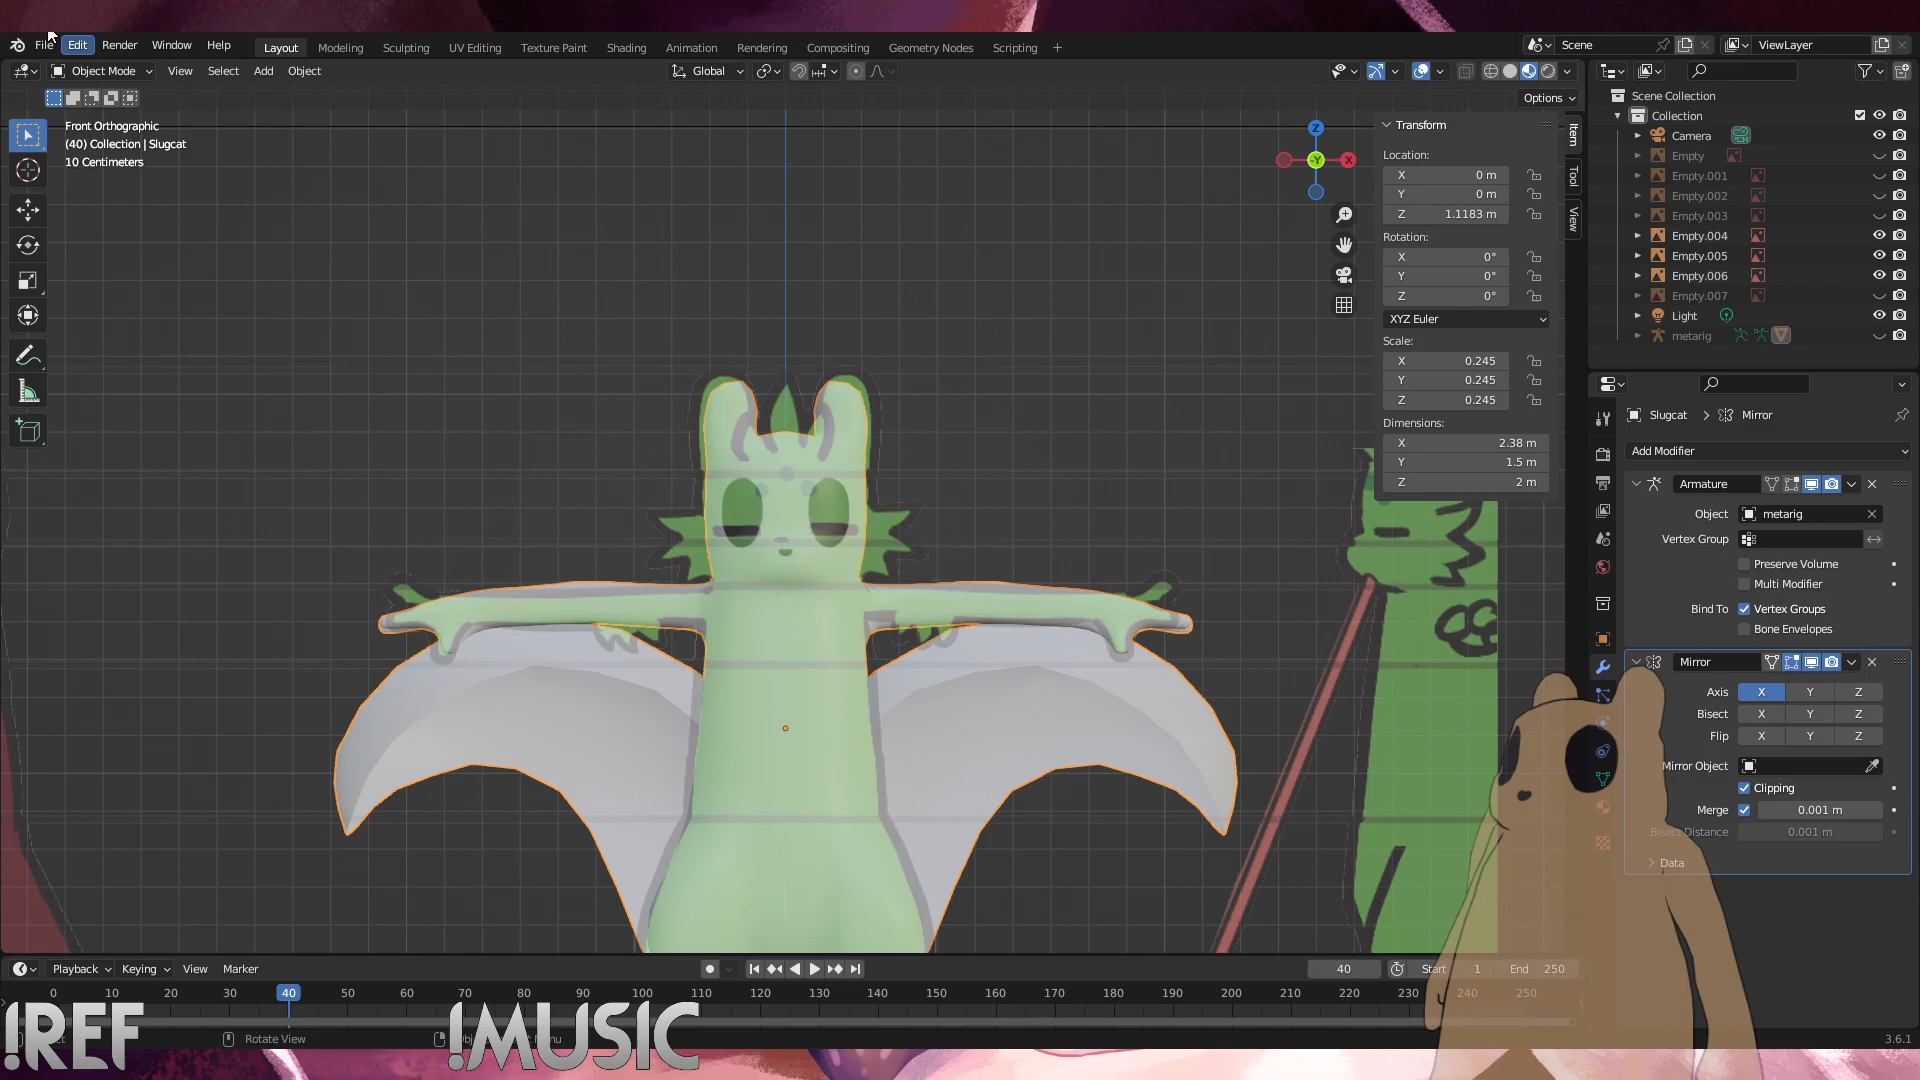 File Edit Render Window Help Layout Modeling Sculpting UV Editing Texture Paint Shading Animation Rendering Compositing Geometry Nodes Scripting + Scene ViewLayer
Object Mode View Select Add Object Global
Options
Front Orthographic
(40) Collection | Slugcat
10 Centimeters
Z
-Y
X
Transform
Location:
X 0 m
Y 0 m
Z 1.1183 m
Rotation:
X 0°
Y 0°
Z 0°
XYZ Euler
Scale:
X 0.245
Y 0.245
Z 0.245
Dimensions:
X 2.38 m
Y 1.5 m
Z 2 m
Item
Tool
View
Scene Collection
Collection
Camera
Empty
Empty.001
Empty.002
Empty.003
Empty.004
Empty.005
Empty.006
Empty.007
Light
metarig
Slugcat > Mirror
Add Modifier
Armature
Object metarig
Vertex Group
Preserve Volume
Multi Modifier
Bind To Vertex Groups
Bone Envelopes
Mirror
Axis X Y Z
Bisect X Y Z
Flip X Y Z
Mirror Object
Clipping
Merge 0.001 m
Bisect Distance 0.001 m
Data
Playback Keying View Marker 40 Start 1 End 250
0 10 20 30 40 50 60 70 80 90 100 110 120 130 140 150 160 170 180 190 200 210 220 230 240 250
!REF !MUSIC
Rotate View
3.6.1